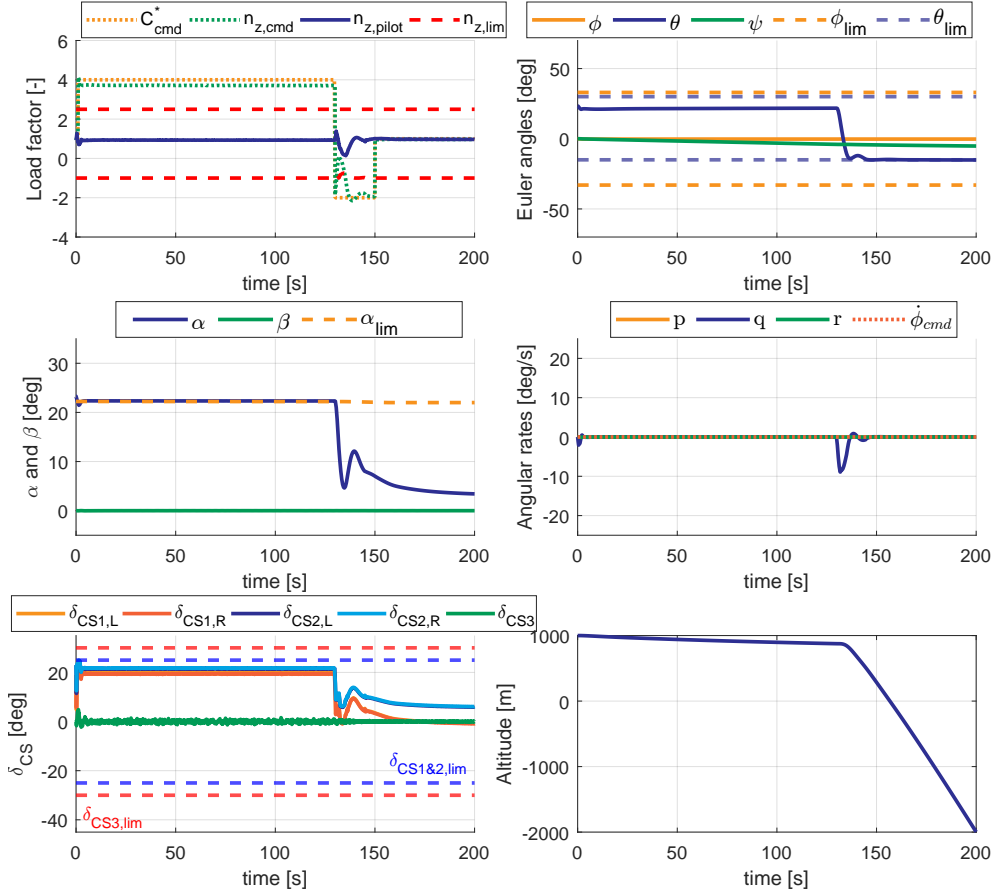 C*cmd nz,cmd nz,pilot nz,lim
6
4
2
0
-2
-4
Load factor [-]
0 50 100 150 200
time [s]
ϕ θ ψ ϕlim θlim
50
0
-50
Euler angles [deg]
0 50 100 150 200
time [s]
α β αlim
30
20
10
0
α and β [deg]
0 50 100 150 200
time [s]
p q r ϕ̇cmd
20
10
0
-10
-20
Angular rates [deg/s]
0 50 100 150 200
time [s]
δCS1,L δCS1,R δCS2,L δCS2,R δCS3
20
0
-20
-40
δCS [deg]
δCS1&2,lim
δCS3,lim
0 50 100 150 200
time [s]
1000
0
-1000
-2000
Altitude [m]
0 50 100 150 200
time [s]